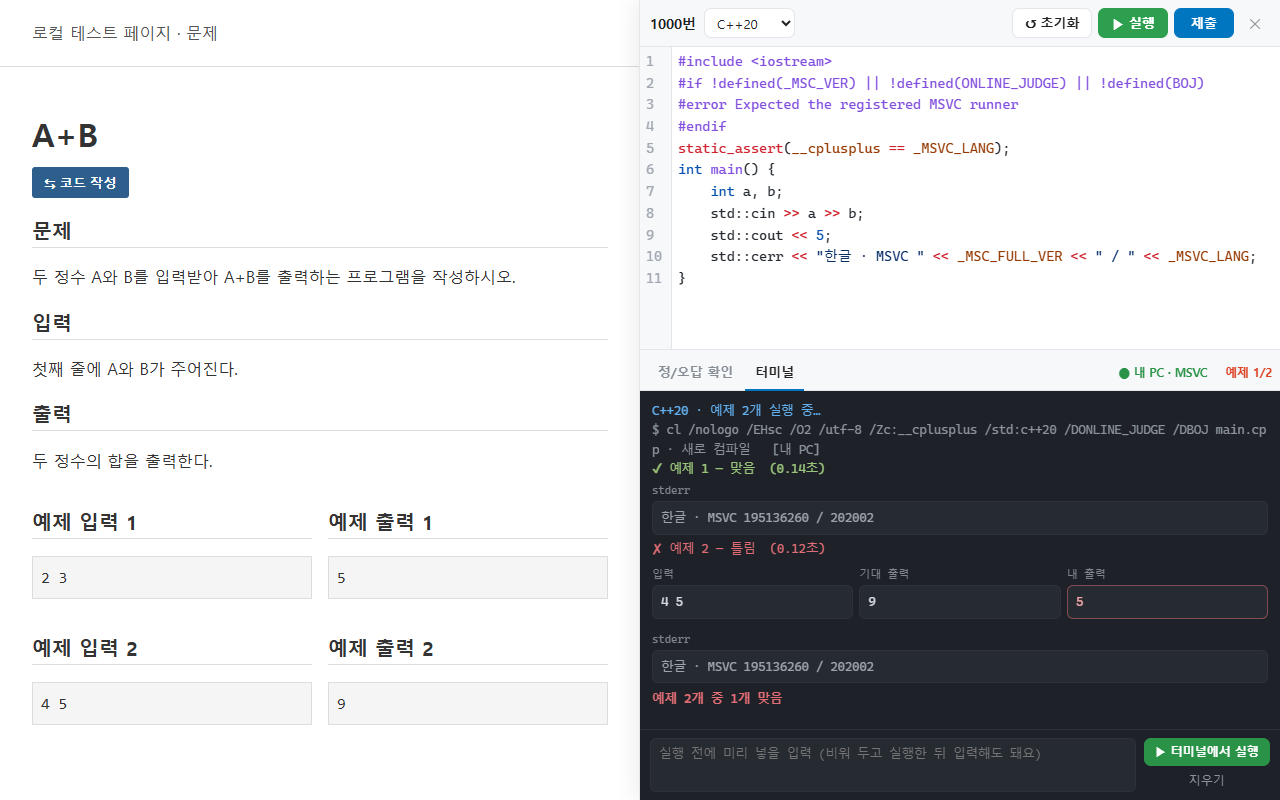 로컬 테스트 페이지 · 문제
A+B
⇆ 코드 작성
문제
두 정수 A와 B를 입력받아 A+B를 출력하는 프로그램을 작성하시오.
입력
첫째 줄에 A와 B가 주어진다.
출력
두 정수의 합을 출력한다.
예제 입력 1
예제 출력 1
2 3
5
예제 입력 2
예제 출력 2
4 5
9
1000번 C++20 ↺ 초기화 ▶ 실행 제출 ×
1 #include <iostream>
2 #if !defined(_MSC_VER) || !defined(ONLINE_JUDGE) || !defined(BOJ)
3 #error Expected the registered MSVC runner
4 #endif
5 static_assert(__cplusplus == _MSVC_LANG);
6 int main() {
7     int a, b;
8     std::cin >> a >> b;
9     std::cout << 5;
10     std::cerr << "한글 · MSVC " << _MSC_FULL_VER << " / " << _MSVC_LANG;
11 }
정/오답 확인 터미널 ● 내 PC · MSVC 예제 1/2
C++20 · 예제 2개 실행 중…
$ cl /nologo /EHsc /O2 /utf-8 /Zc:__cplusplus /std:c++20 /DONLINE_JUDGE /DBOJ main.cp
p · 새로 컴파일 [내 PC]
✓ 예제 1 — 맞음 (0.14초)
stderr
한글 · MSVC 195136260 / 202002
✗ 예제 2 — 틀림 (0.12초)
입력 기대 출력 내 출력
4 5 9 5
stderr
한글 · MSVC 195136260 / 202002
예제 2개 중 1개 맞음
실행 전에 미리 넣을 입력 (비워 두고 실행한 뒤 입력해도 돼요)
▶ 터미널에서 실행
지우기